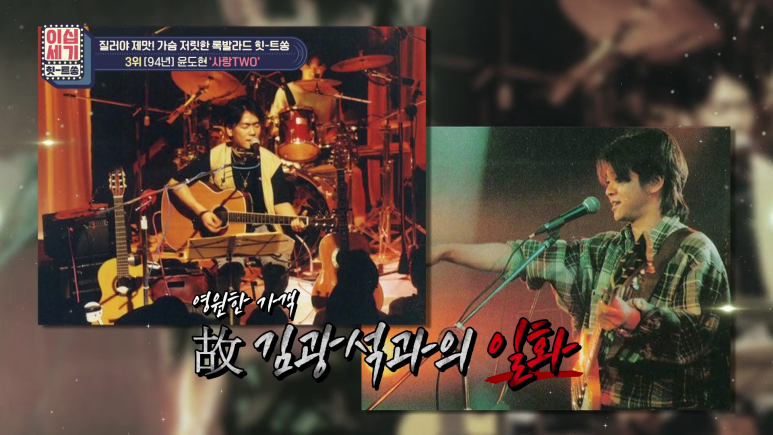 이십
세기
힛-트쏭
질러야 제맛! 가슴 저릿한 록발라드 힛-트쏭
3위 [94년] 윤도현 '사랑TWO'
영원한 가객
故 김광석과의 일화